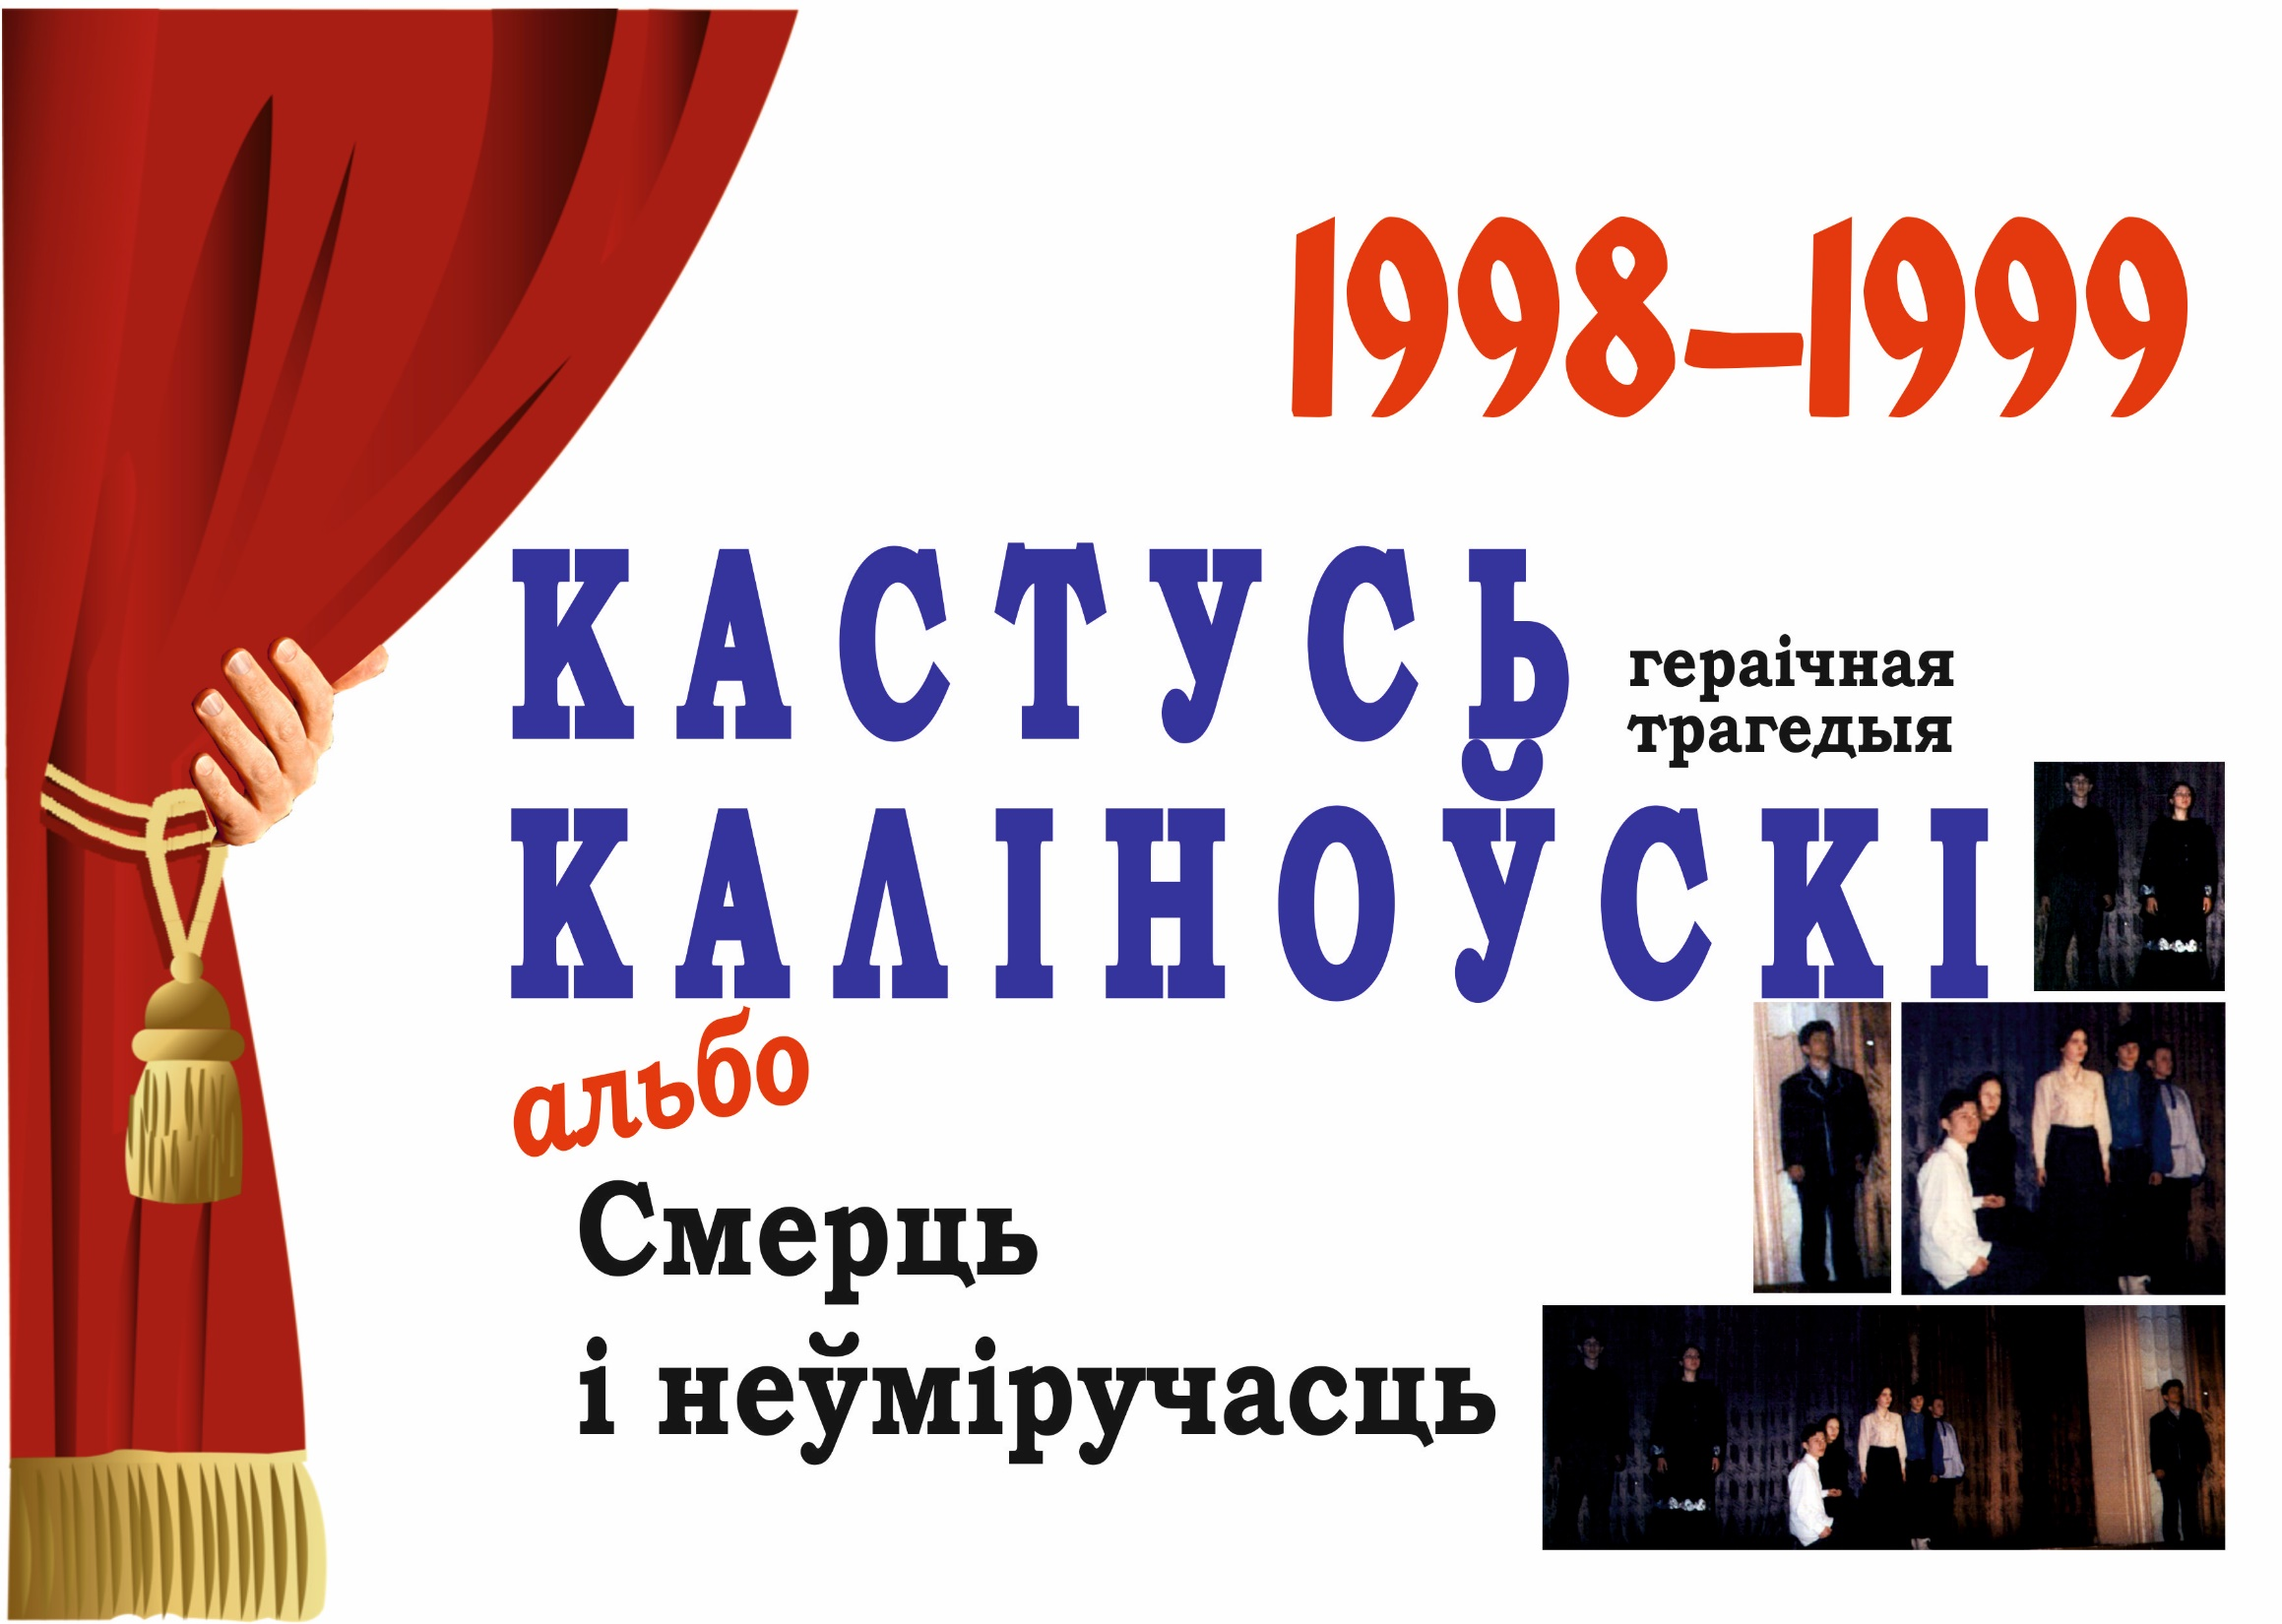 1998–1999
КАСТУСЬ
гераічная
трагедыя
КАЛІНОЎСКІ
альбо
Смерць
і неўміручасць